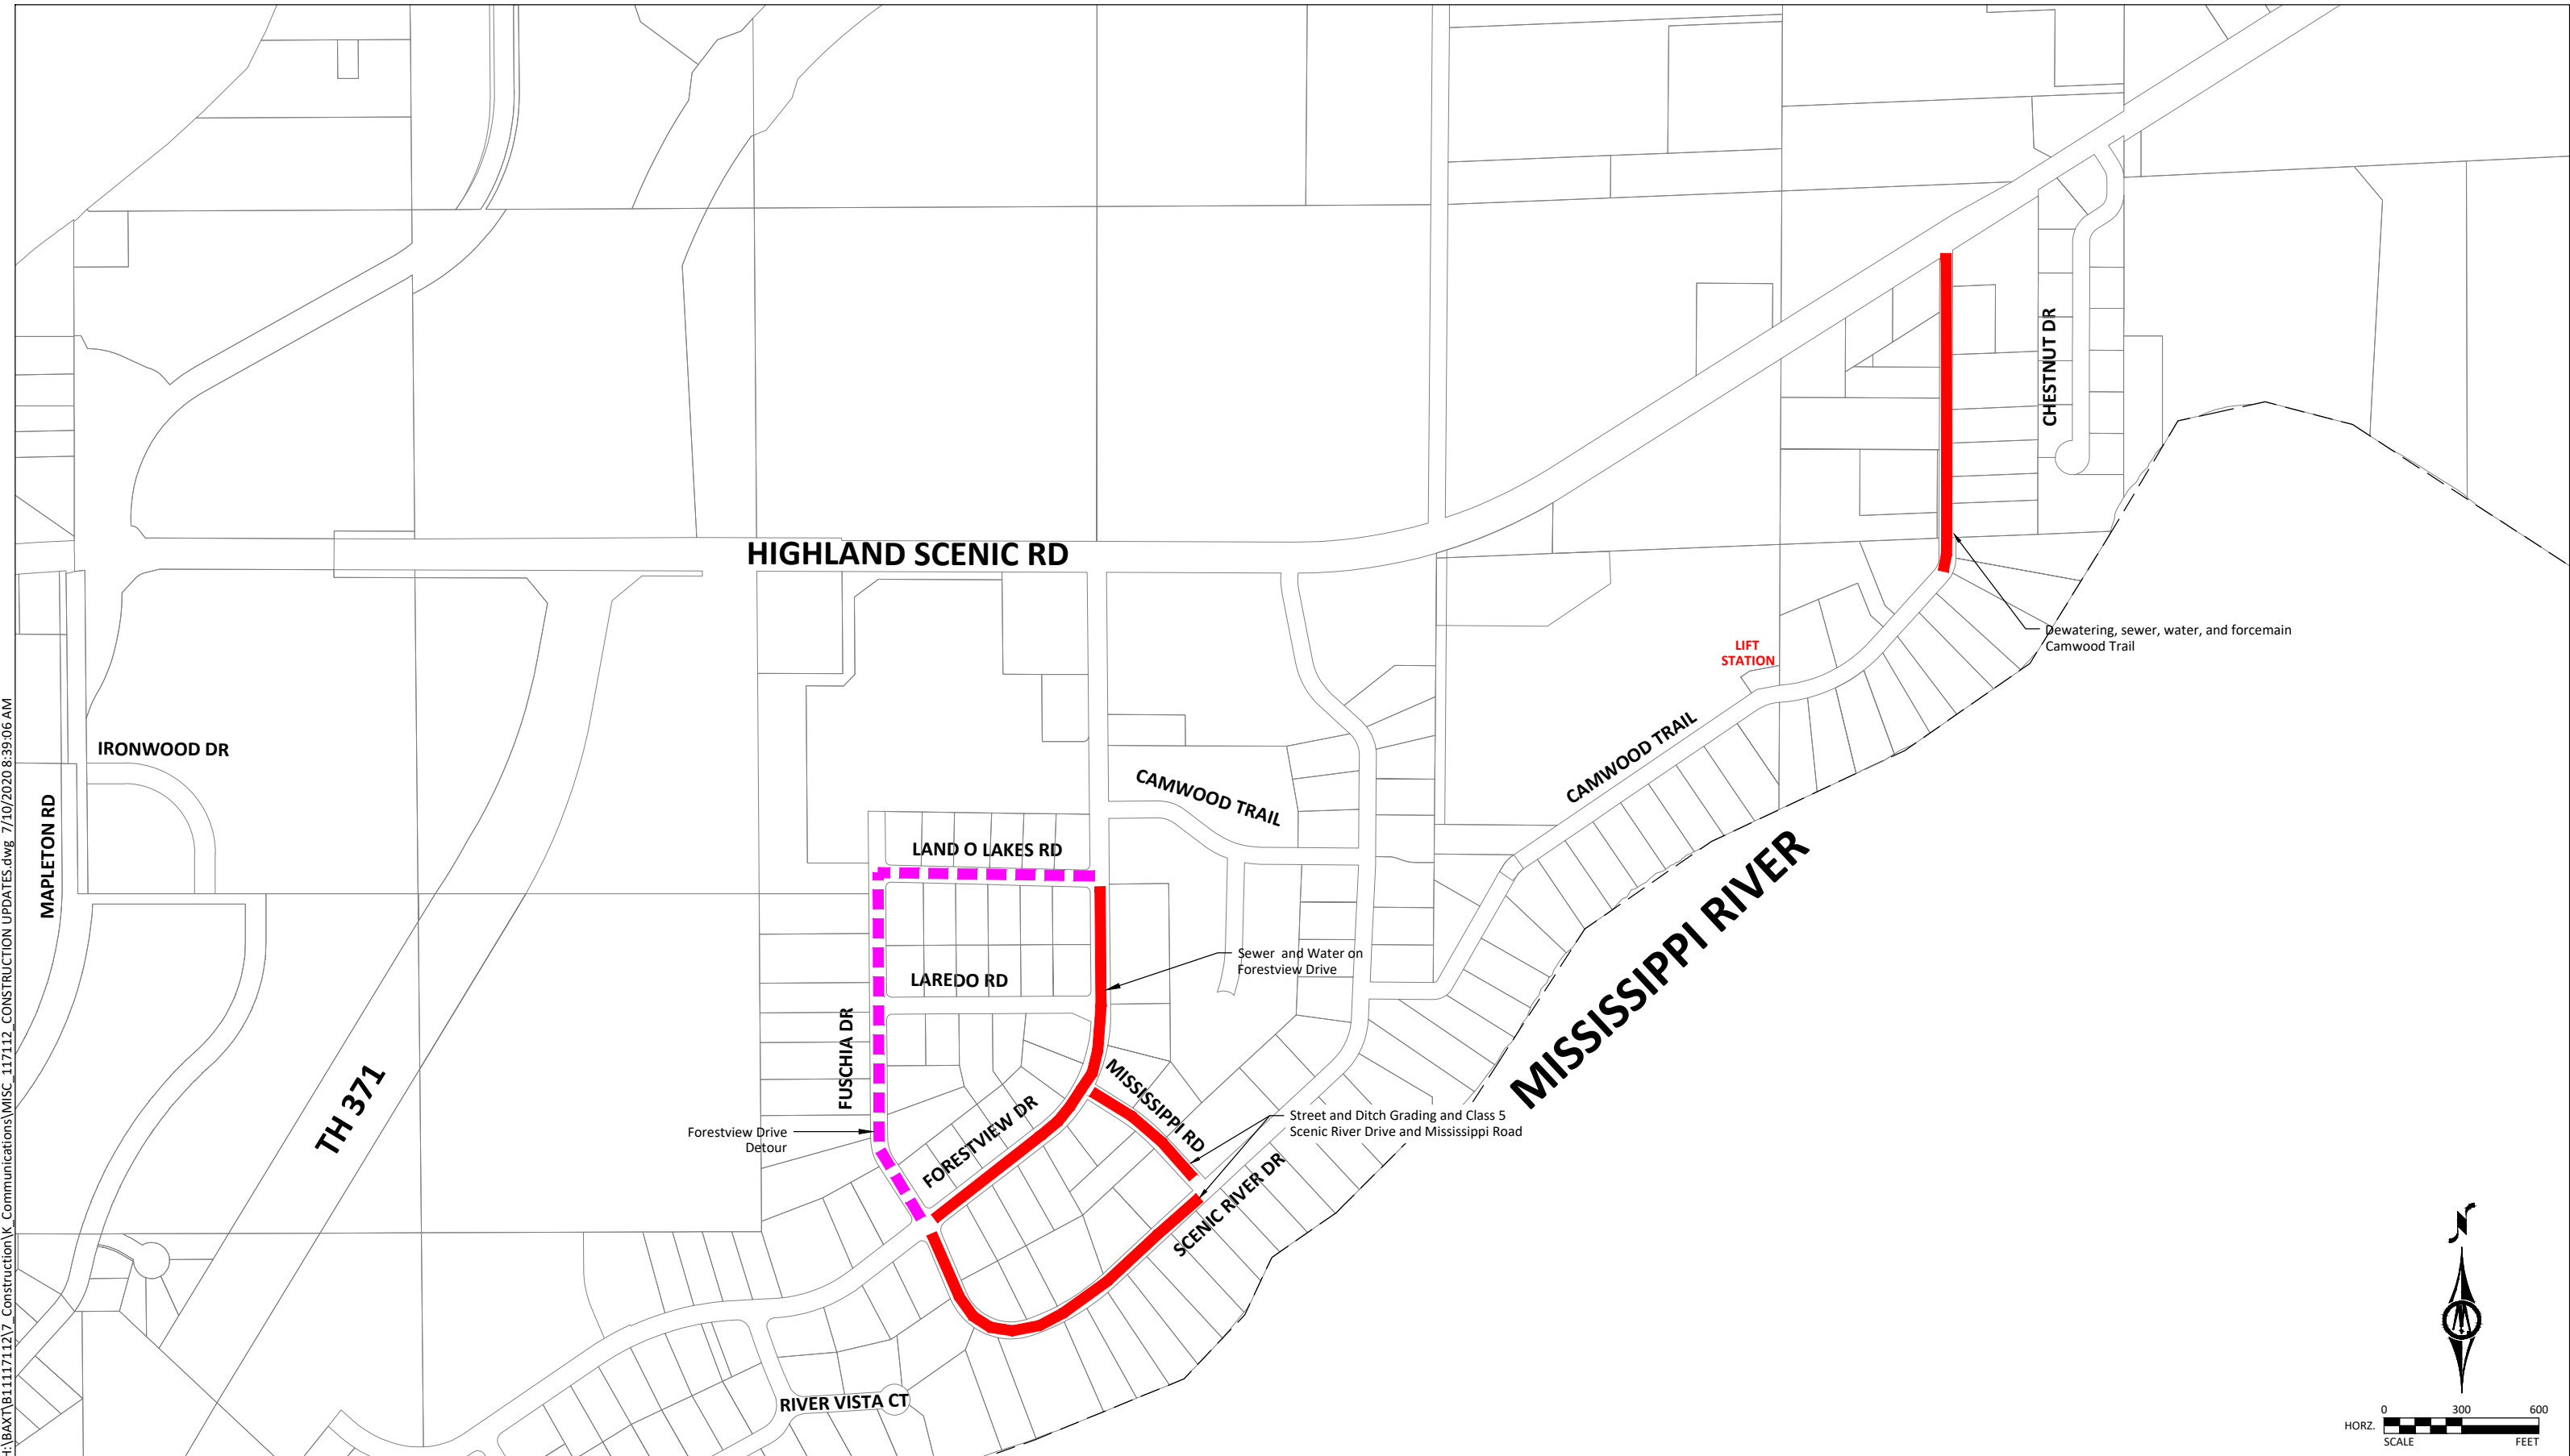 HIGHLAND SCENIC RD
CHESTNUT DR
Dewatering, sewer, water, and forcemain
Camwood Trail
LIFT
STATION
CAMWOOD TRAIL
IRONWOOD DR
MAPLETON RD
CAMWOOD TRAIL
LAND O LAKES RD
MISSISSIPPI RIVER
Sewer and Water on
Forestview Drive
LAREDO RD
FUSCHIA DR
TH 371
MISSISSIPPI RD
FORESTVIEW DR
Street and Ditch Grading and Class 5
Scenic River Drive and Mississippi Road
Forestview Drive
Detour
SCENIC RIVER DR
RIVER VISTA CT
N
0 300 600
HORZ.
SCALE FEET
H:\BAXT\B11117112\7_Construction\K_Communications\MISC_117112_CONSTRUCTION UPDATES.dwg 7/10/2020 8:39:06 AM